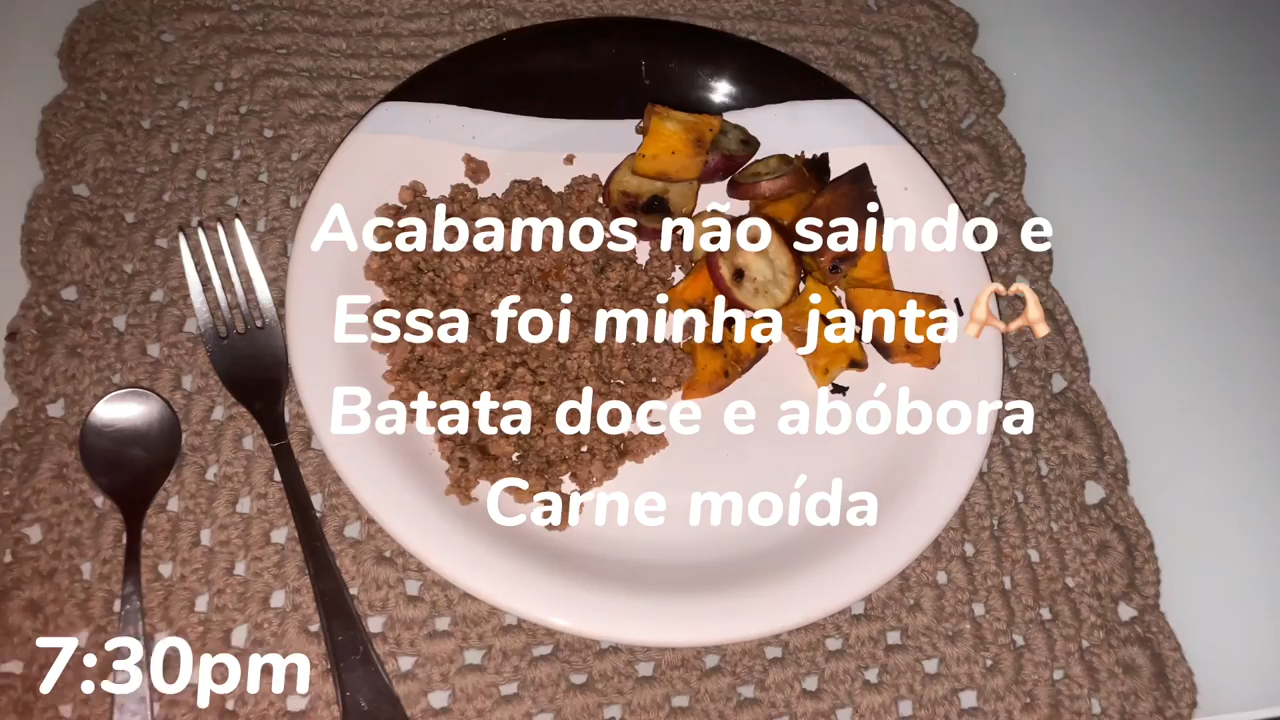 Acabamos não saindo e
Essa foi minha janta🫶🏻
Batata doce e abóbora
Carne moída
7:30pm